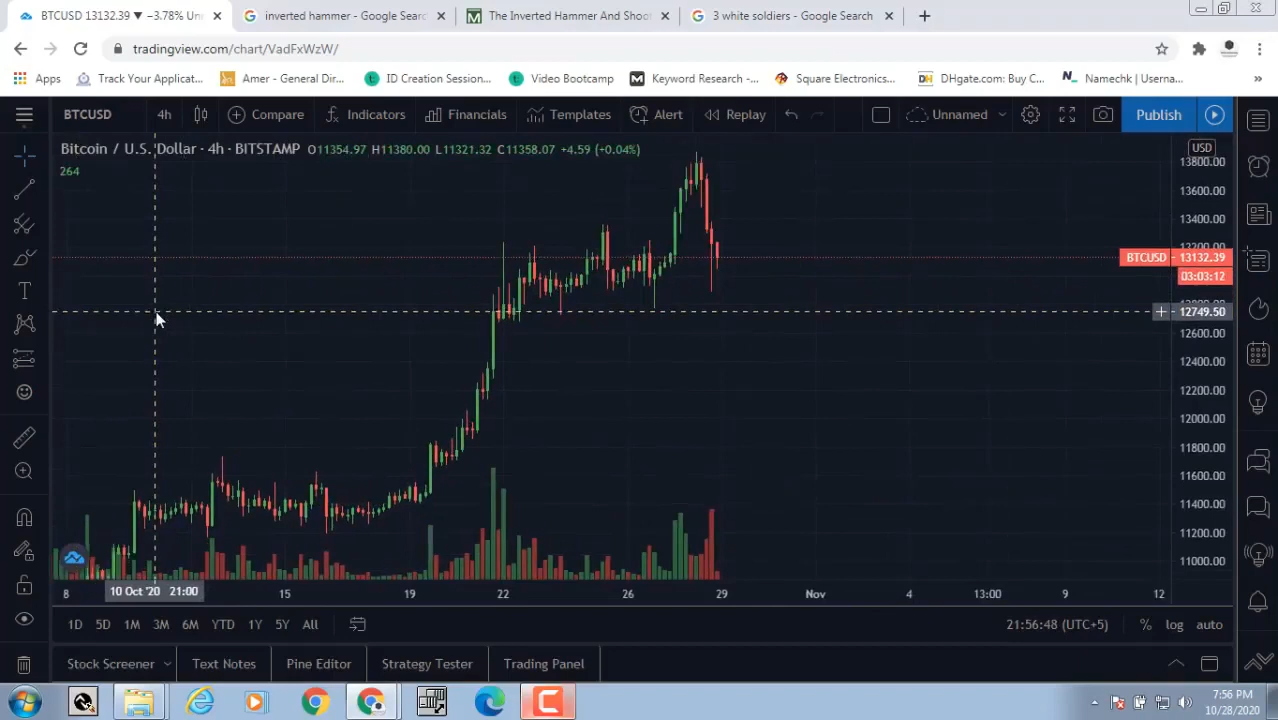 BTCUSD 13132.39 ▼ −3.78% Un
inverted hammer - Google Searc
The Inverted Hammer And Shoo
3 white soldiers - Google Search
tradingview.com/chart/VadFxWzW/
Apps
Track Your Applicat...
Amer - General Dir...
ID Creation Session...
Video Bootcamp
Keyword Research -...
Square Electronics...
DHgate.com: Buy C...
Namechk | Userna...
»
BTCUSD
4h
Compare
Indicators
Financials
Templates
Alert
Replay
Unnamed
Publish
Bitcoin / U.S. Dollar · 4h · BITSTAMP O11354.97 H11380.00 L11321.32 C11358.07 +4.59 (+0.04%)
264
USD
13800.00
13600.00
13400.00
13200.00
BTCUSD 13132.39
03:03:12
12749.50
12600.00
12400.00
12200.00
12000.00
11800.00
11600.00
11400.00
11200.00
11000.00
10 Oct '20 21:00
8
15
19
22
26
29
Nov
4
13:00
9
12
1D 5D 1M 3M 6M YTD 1Y 5Y All
21:56:48 (UTC+5)
% log auto
Stock Screener
Text Notes
Pine Editor
Strategy Tester
Trading Panel
7:56 PM
10/28/2020